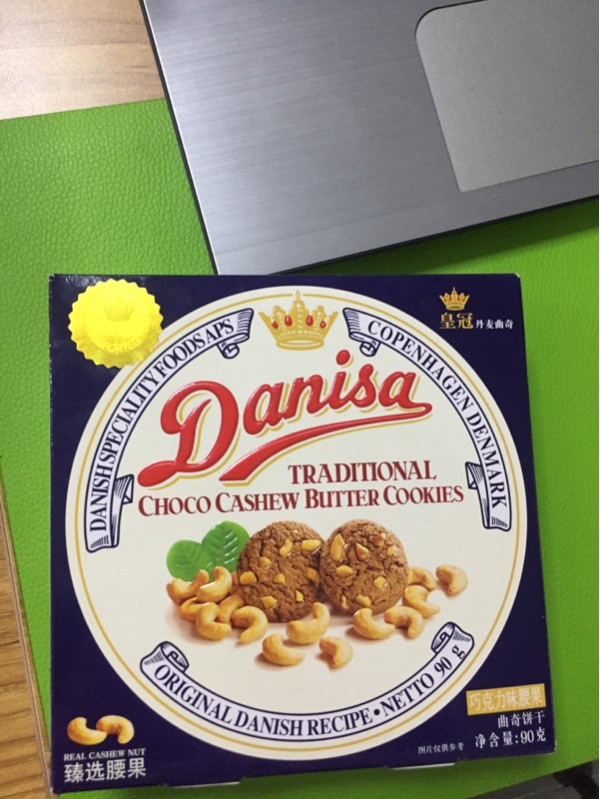 皇冠 丹麦曲奇
DANISH SPECIALITY FOODS APS
COPENHAGEN DENMARK
Danisa
TRADITIONAL
CHOCO CASHEW BUTTER COOKIES
ORIGINAL DANISH RECIPE • NETTO 90 g
REAL CASHEW NUT
臻选腰果
巧克力味腰果
曲奇饼干
净含量:90克
图片仅供参考